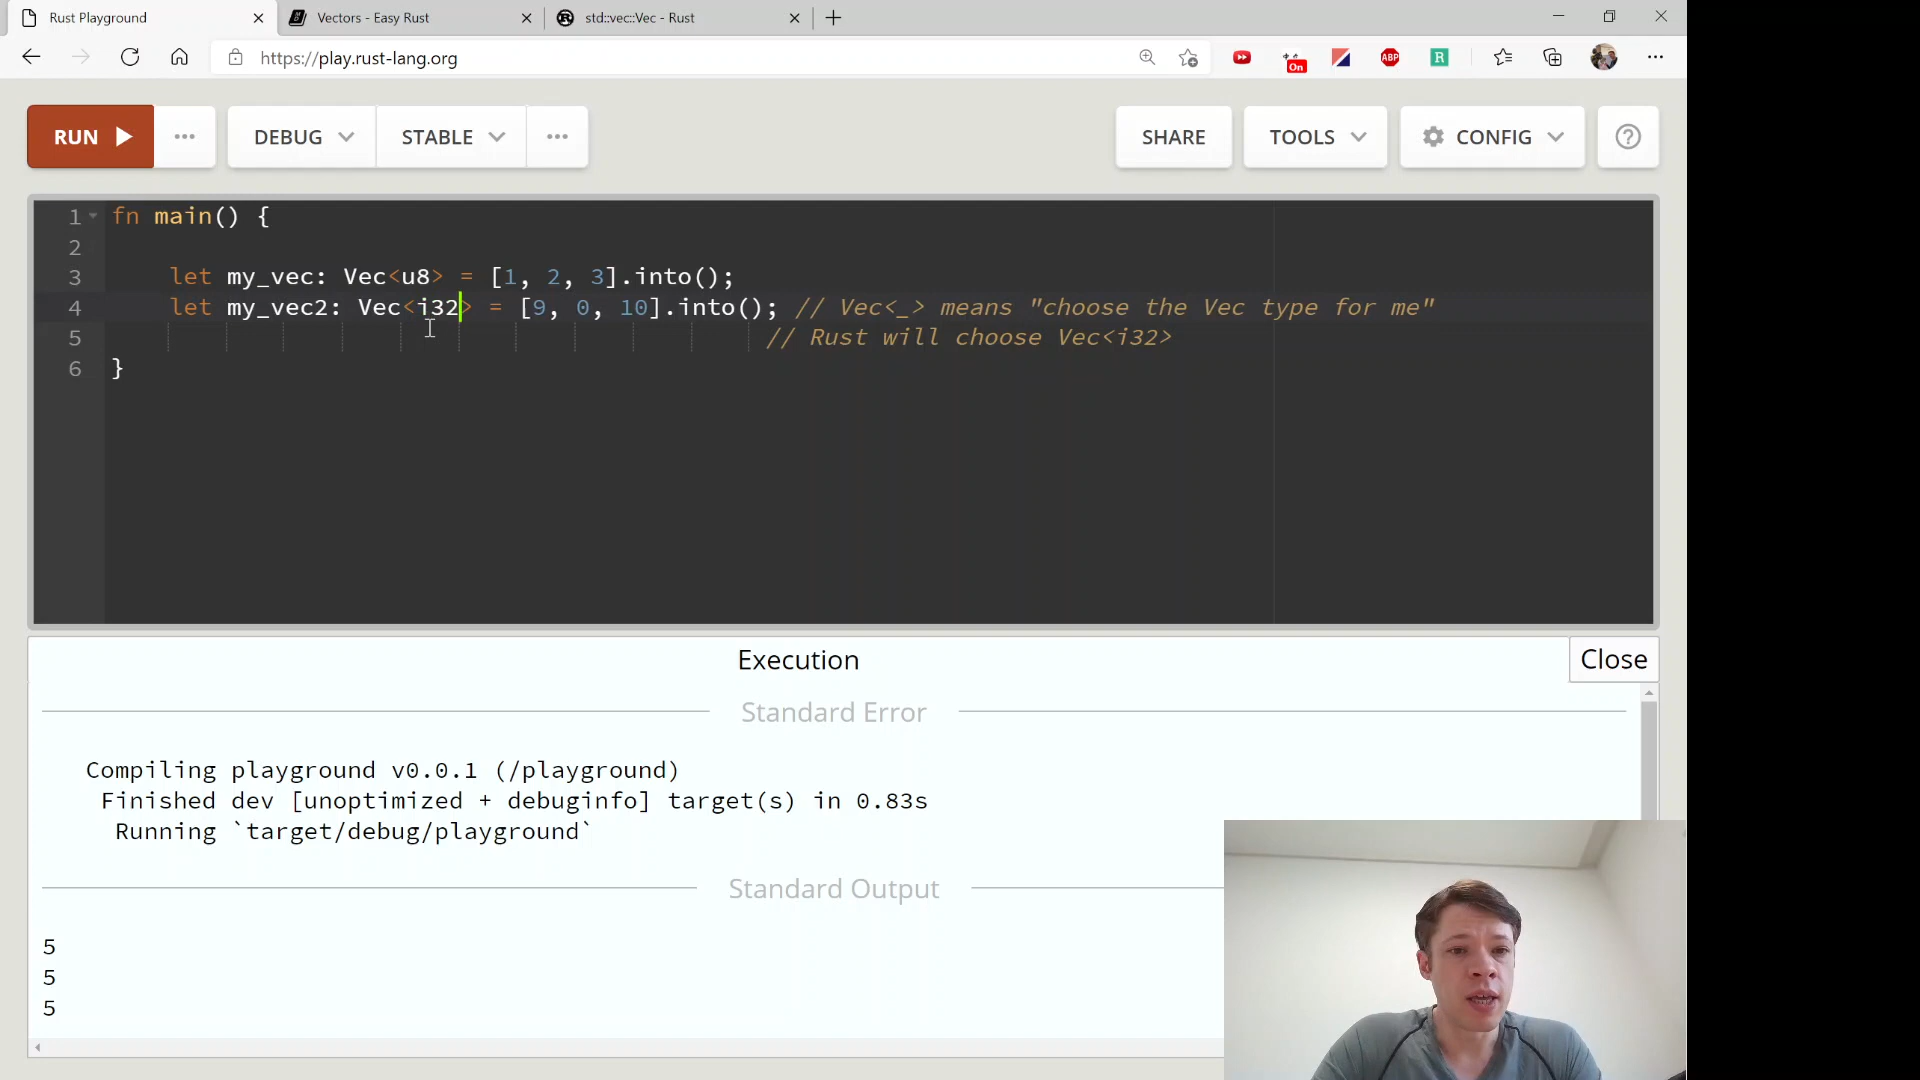 Rust Playground
Vectors - Easy Rust
std::vec::Vec - Rust
https://play.rust-lang.org
On
ABP
R
RUN
DEBUG
STABLE
SHARE
TOOLS
CONFIG
1 fn main() {
2
3 let my_vec: Vec<u8> = [1, 2, 3].into();
4 let my_vec2: Vec<i32> = [9, 0, 10].into(); // Vec<_> means "choose the Vec type for me"
5 // Rust will choose Vec<i32>
6 }
Execution
Close
Standard Error
Compiling playground v0.0.1 (/playground)
Finished dev [unoptimized + debuginfo] target(s) in 0.83s
Running `target/debug/playground`
Standard Output
5
5
5